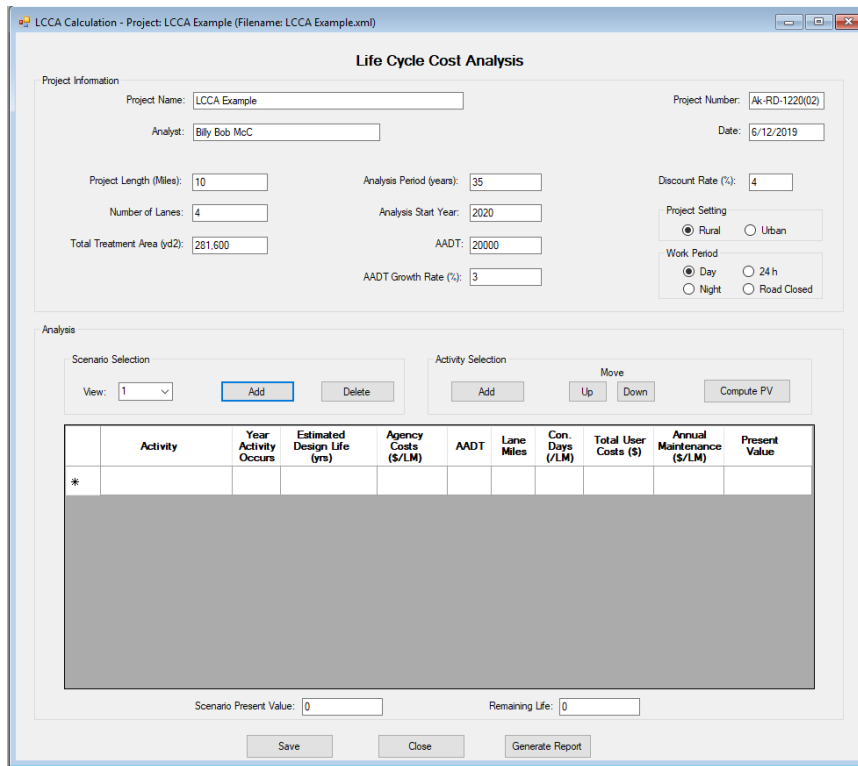 LCCA Calculation - Project: LCCA Example (Filename: LCCA Example.xml)
Life Cycle Cost Analysis
Project Information
Project Name: LCCA Example Project Number: Ak-RD-1220(02)
Analyst: Billy Bob McC Date: 6/12/2019
Project Length (Miles): 10 Analysis Period (years): 35 Discount Rate (%): 4
Number of Lanes: 4 Analysis Start Year: 2020 Project Setting
Rural Urban
Total Treatment Area (yd2): 281,600 AADT: 20000
Work Period
AADT Growth Rate (%): 3 Day 24 h
Night Road Closed
Analysis
Scenario Selection Activity Selection
Move
View: 1 Add Delete Add Up Down Compute PV
Activity Year Activity Occurs Estimated Design Life (yrs) Agency Costs ($/LM) AADT Lane Miles Con. Days (/LM) Total User Costs ($) Annual Maintenance ($/LM) Present Value
*
Scenario Present Value: 0 Remaining Life: 0
Save Close Generate Report